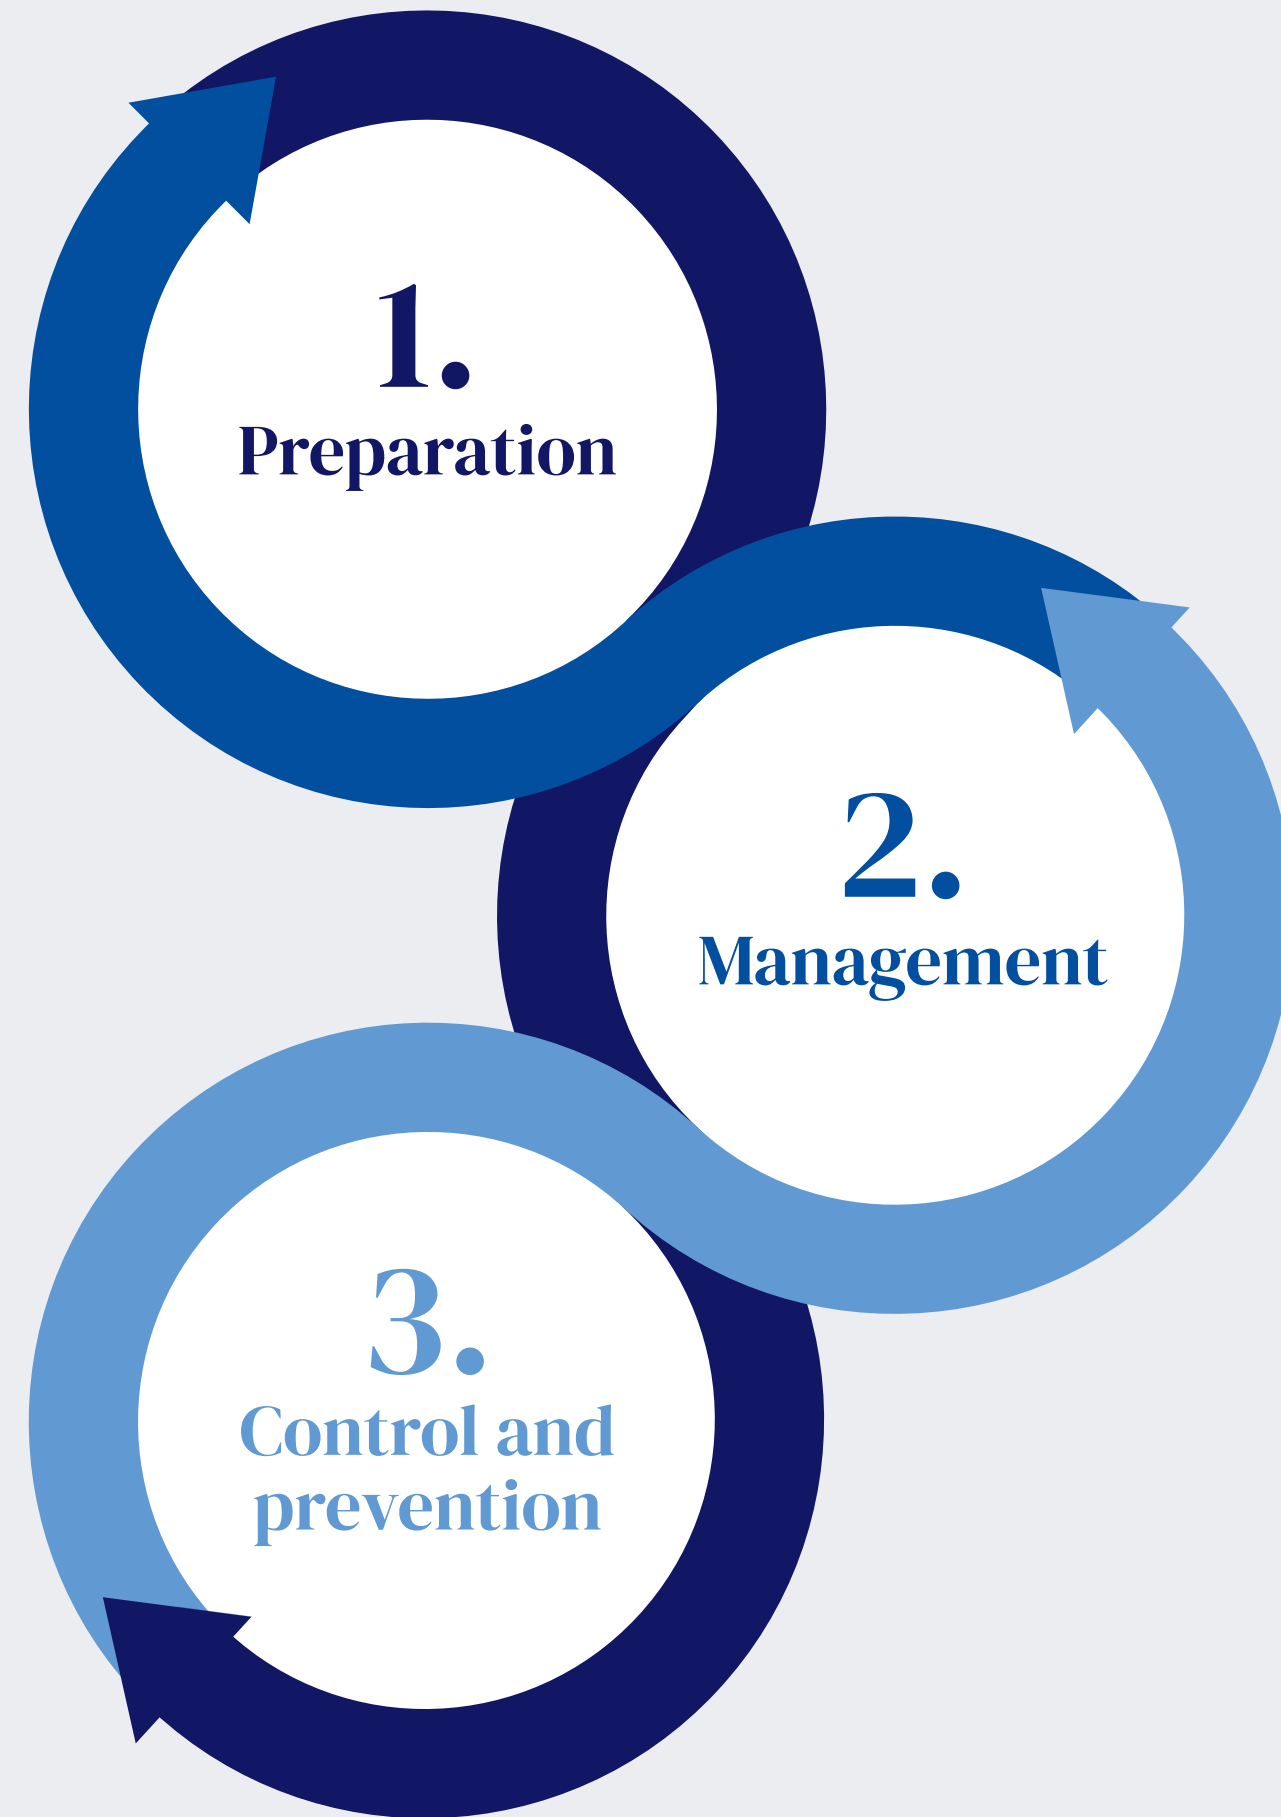 1.
Preparation
2.
Management
3.
Control and
prevention